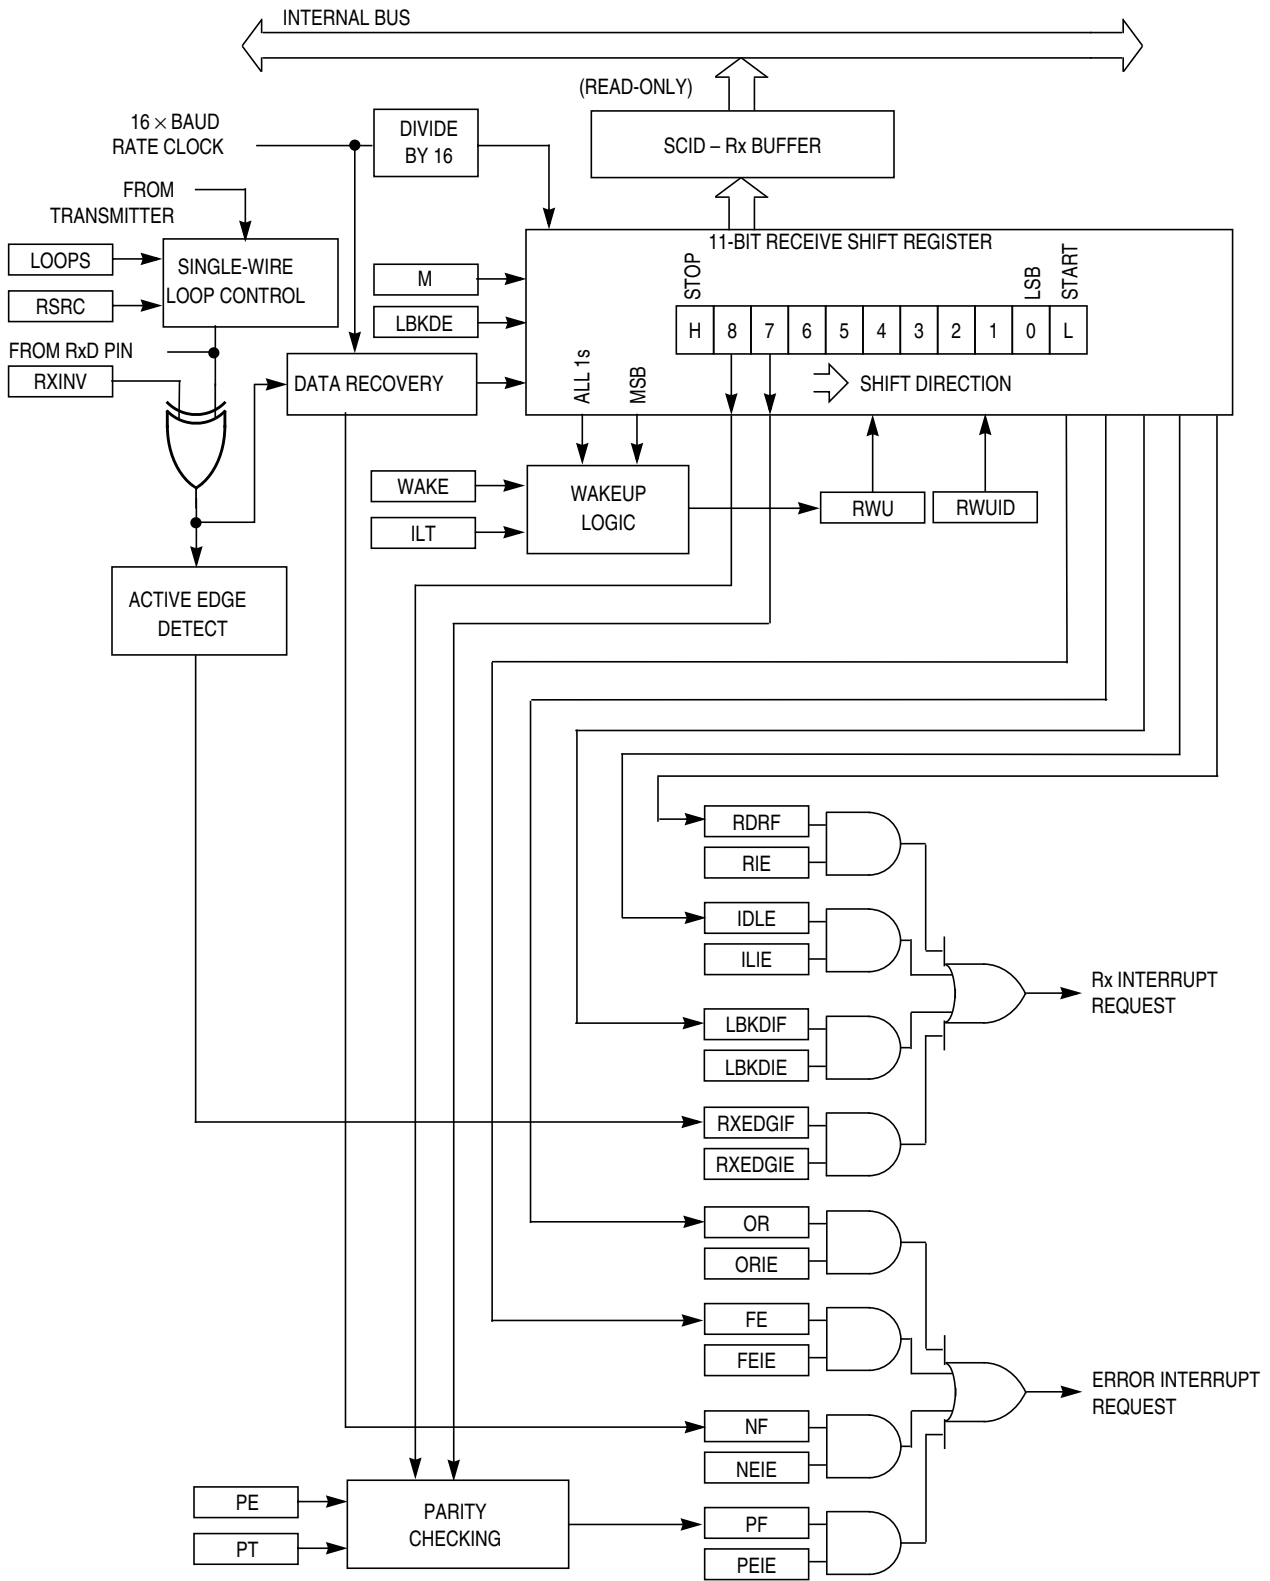 INTERNAL BUS
(READ-ONLY)
16 × BAUD
RATE CLOCK
DIVIDE
BY 16
SCID – Rx BUFFER
FROM
TRANSMITTER
11-BIT RECEIVE SHIFT REGISTER
LOOPS
SINGLE-WIRE
LOOP CONTROL
RSRC
M
LBKDE
STOP
LSB
START
H 8 7 6 5 4 3 2 1 0 L
FROM RxD PIN
RXINV
DATA RECOVERY
ALL 1s
MSB
SHIFT DIRECTION
WAKE
ILT
WAKEUP
LOGIC
RWU
RWUID
ACTIVE EDGE
DETECT
RDRF
RIE
IDLE
ILIE
Rx INTERRUPT
REQUEST
LBKDIF
LBKDIE
RXEDGIF
RXEDGIE
OR
ORIE
FE
FEIE
ERROR INTERRUPT
REQUEST
NF
NEIE
PE
PT
PARITY
CHECKING
PF
PEIE